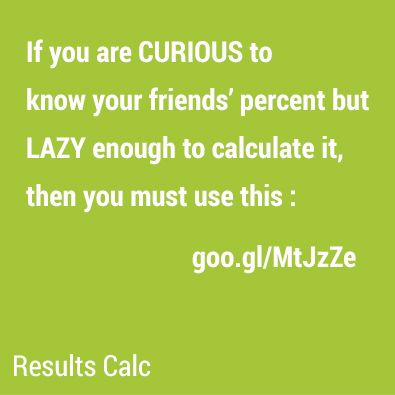 If you are CURIOUS to
know your friends’ percent but
LAZY enough to calculate it,
then you must use this :
goo.gl/MtJzZe
Results Calc